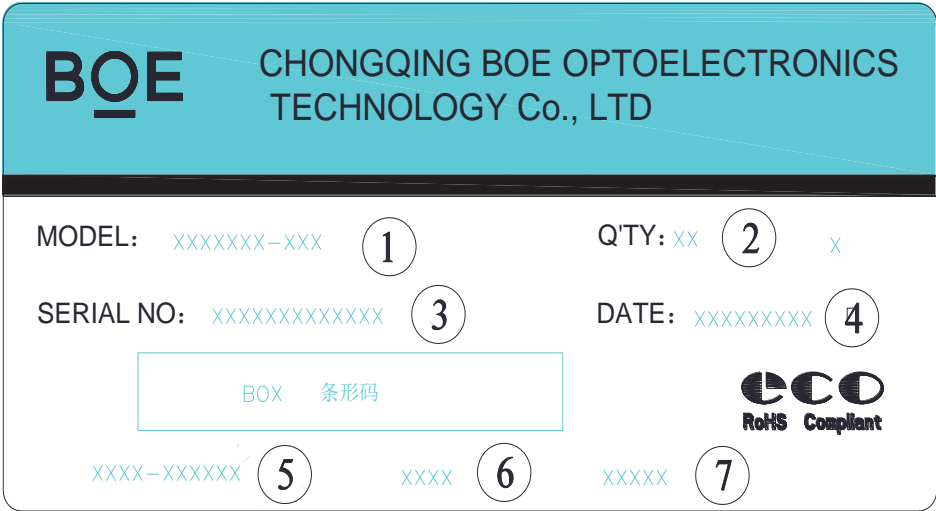 BOE
CHONGQING BOE OPTOELECTRONICS
TECHNOLOGY Co., LTD
MODEL： XXXXXXX-XXX 1 Q'TY：XX 2 X
SERIAL NO： XXXXXXXXXXXXX 3 DATE： XXXXXXXXX 4
BOX 条形码
eco
RoHS Compliant
XXXX-XXXXXX 5 XXXX 6 XXXXX 7